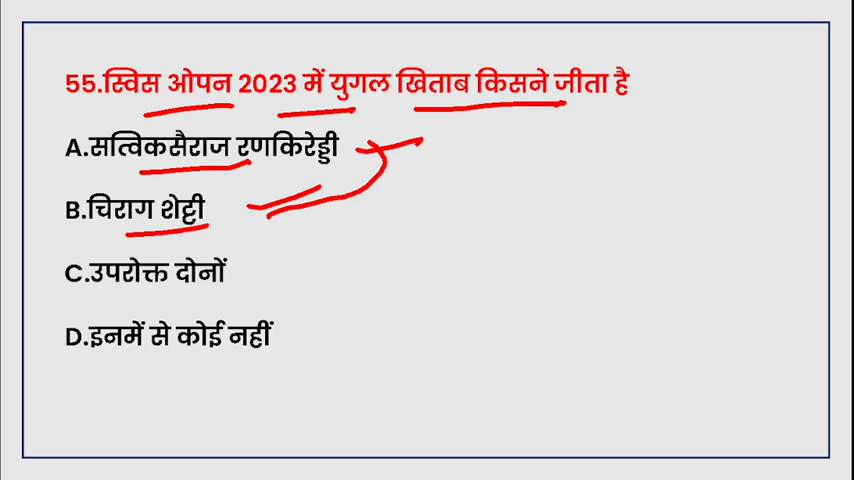 55.स्विस ओपन 2023 में युगल खिताब किसने जीता है
A.सत्विकसैराज रणकिरेड्डी
B.चिराग शेट्टी
C.उपरोक्त दोनों
D.इनमें से कोई नहीं